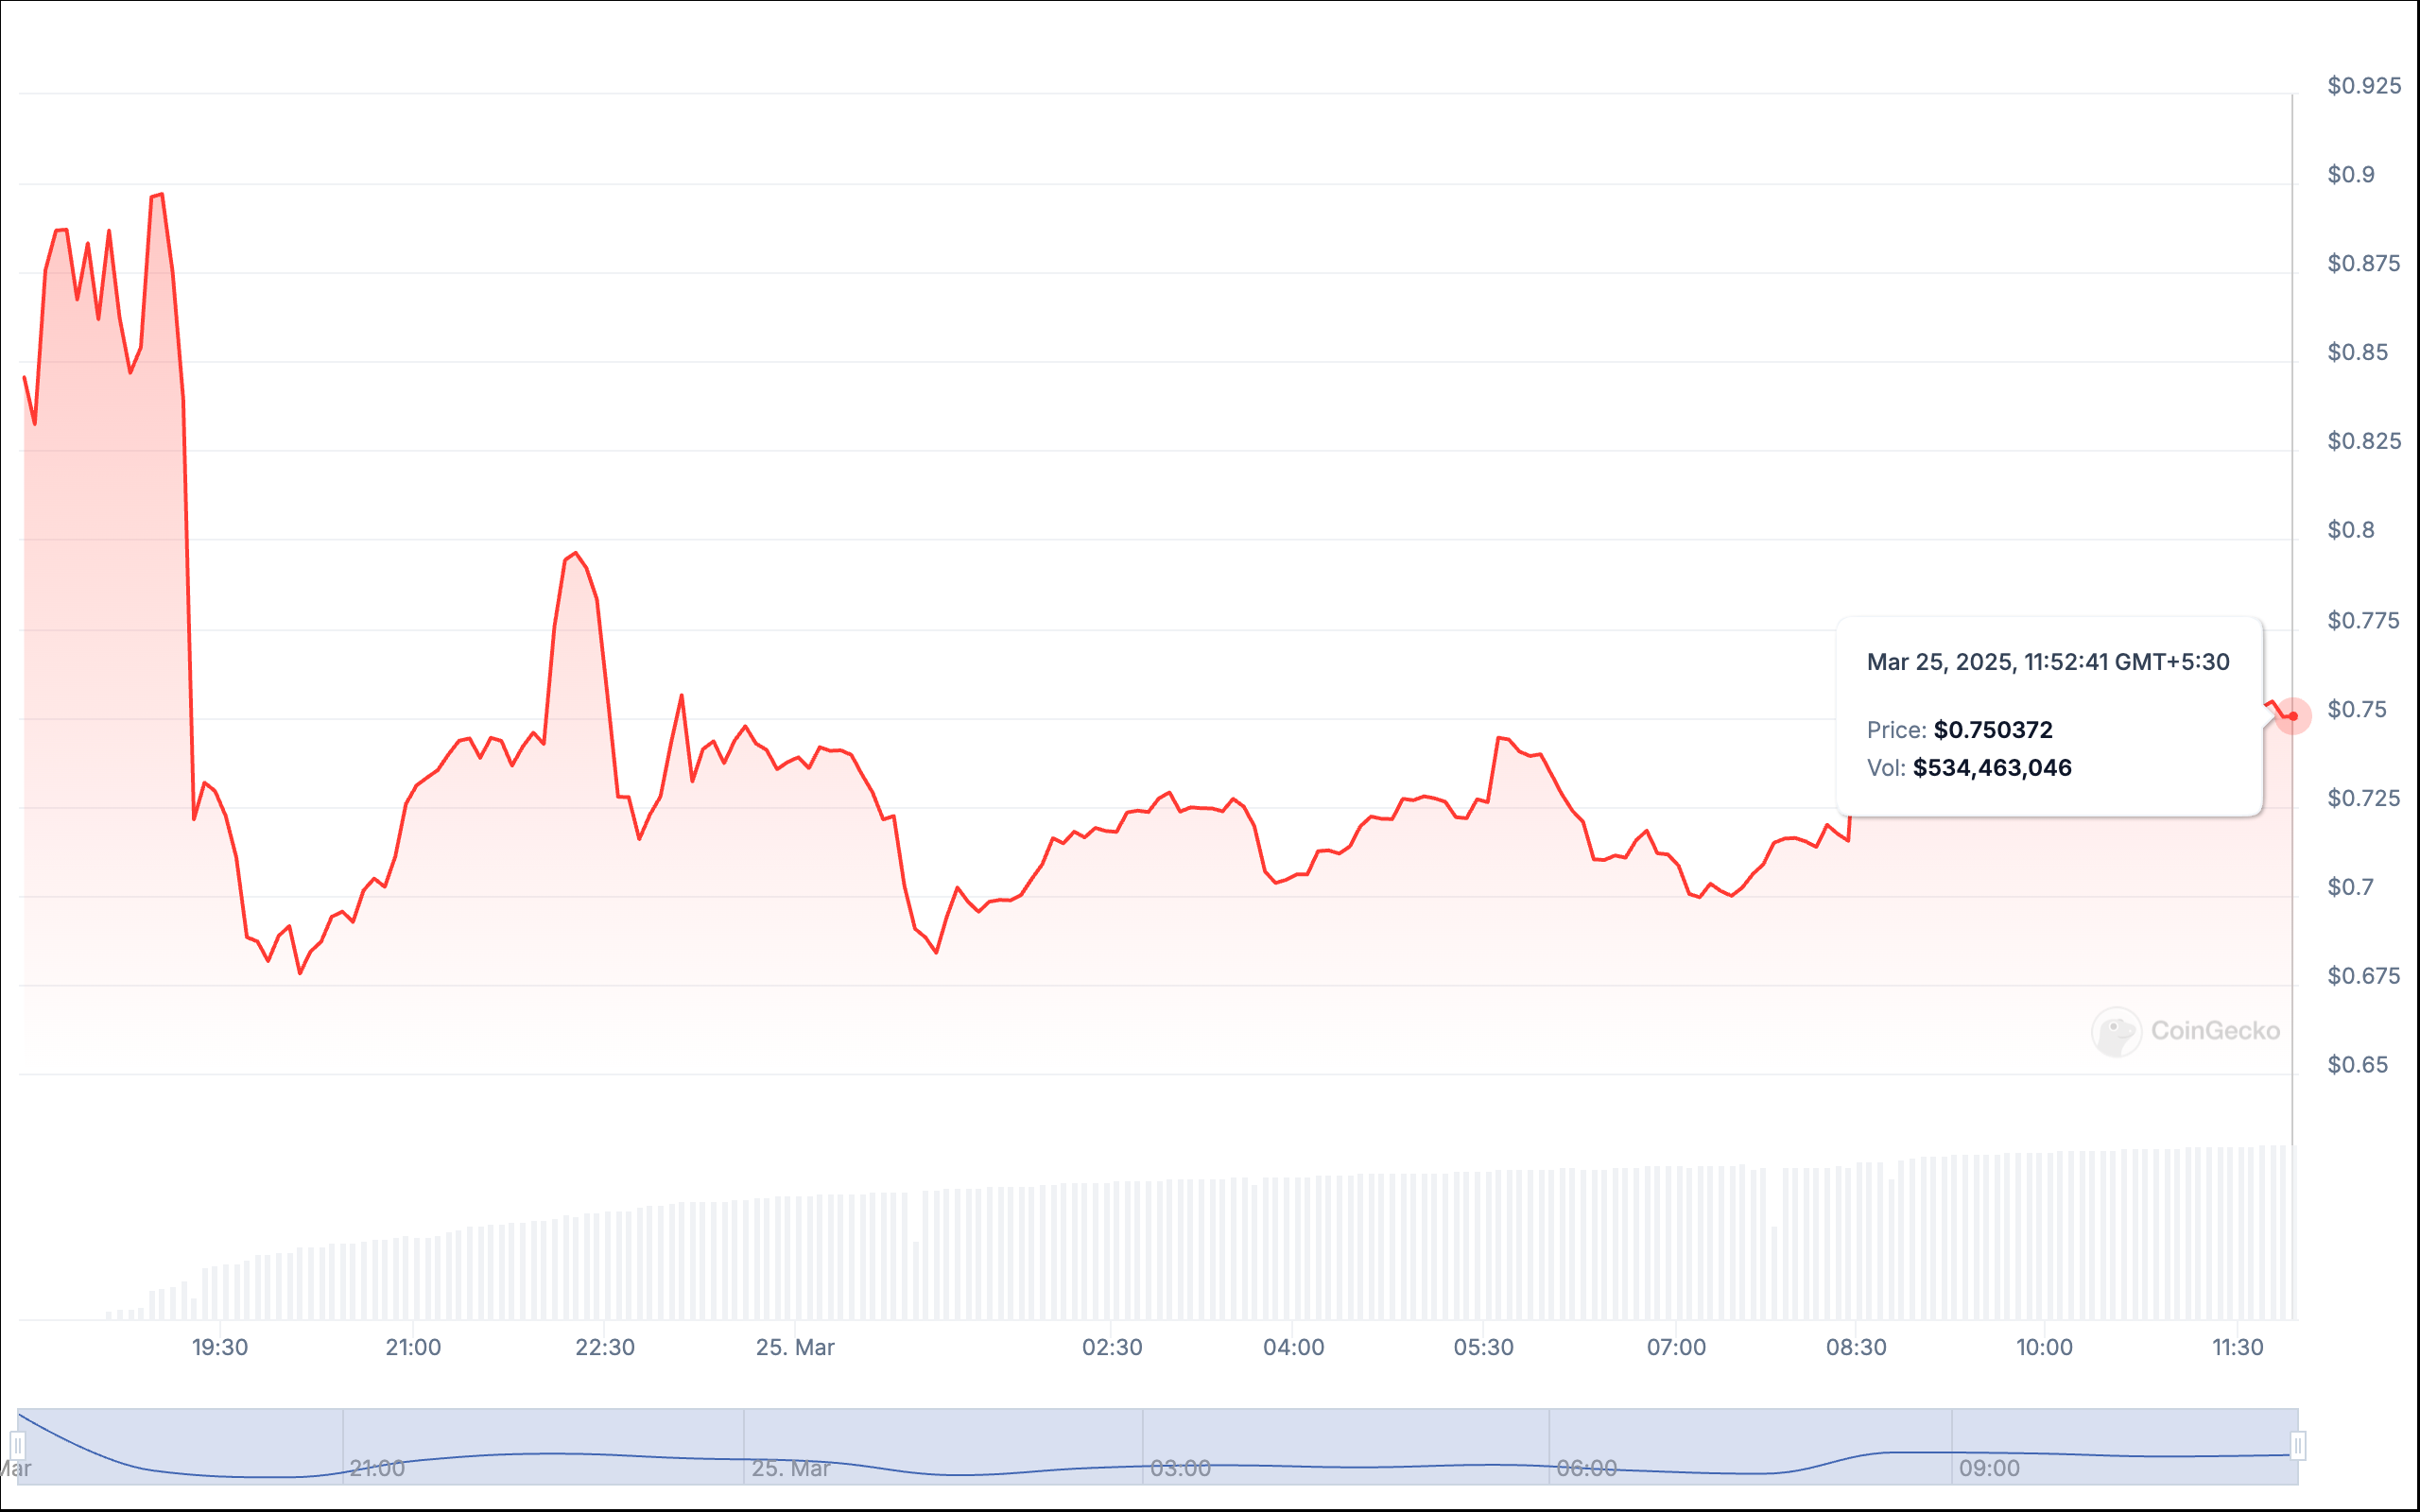 $0.925
$0.9
$0.875
$0.85
$0.825
$0.8
$0.775
$0.75
$0.725
$0.7
$0.675
$0.65
Mar 25, 2025, 11:52:41 GMT+5:30
Price: $0.750372
Vol: $534,463,046
CoinGecko
19:30 21:00 22:30 25. Mar 02:30 04:00 05:30 07:00 08:30 10:00 11:30
Mar 21:00 25. Mar 03:00 06:00 09:00